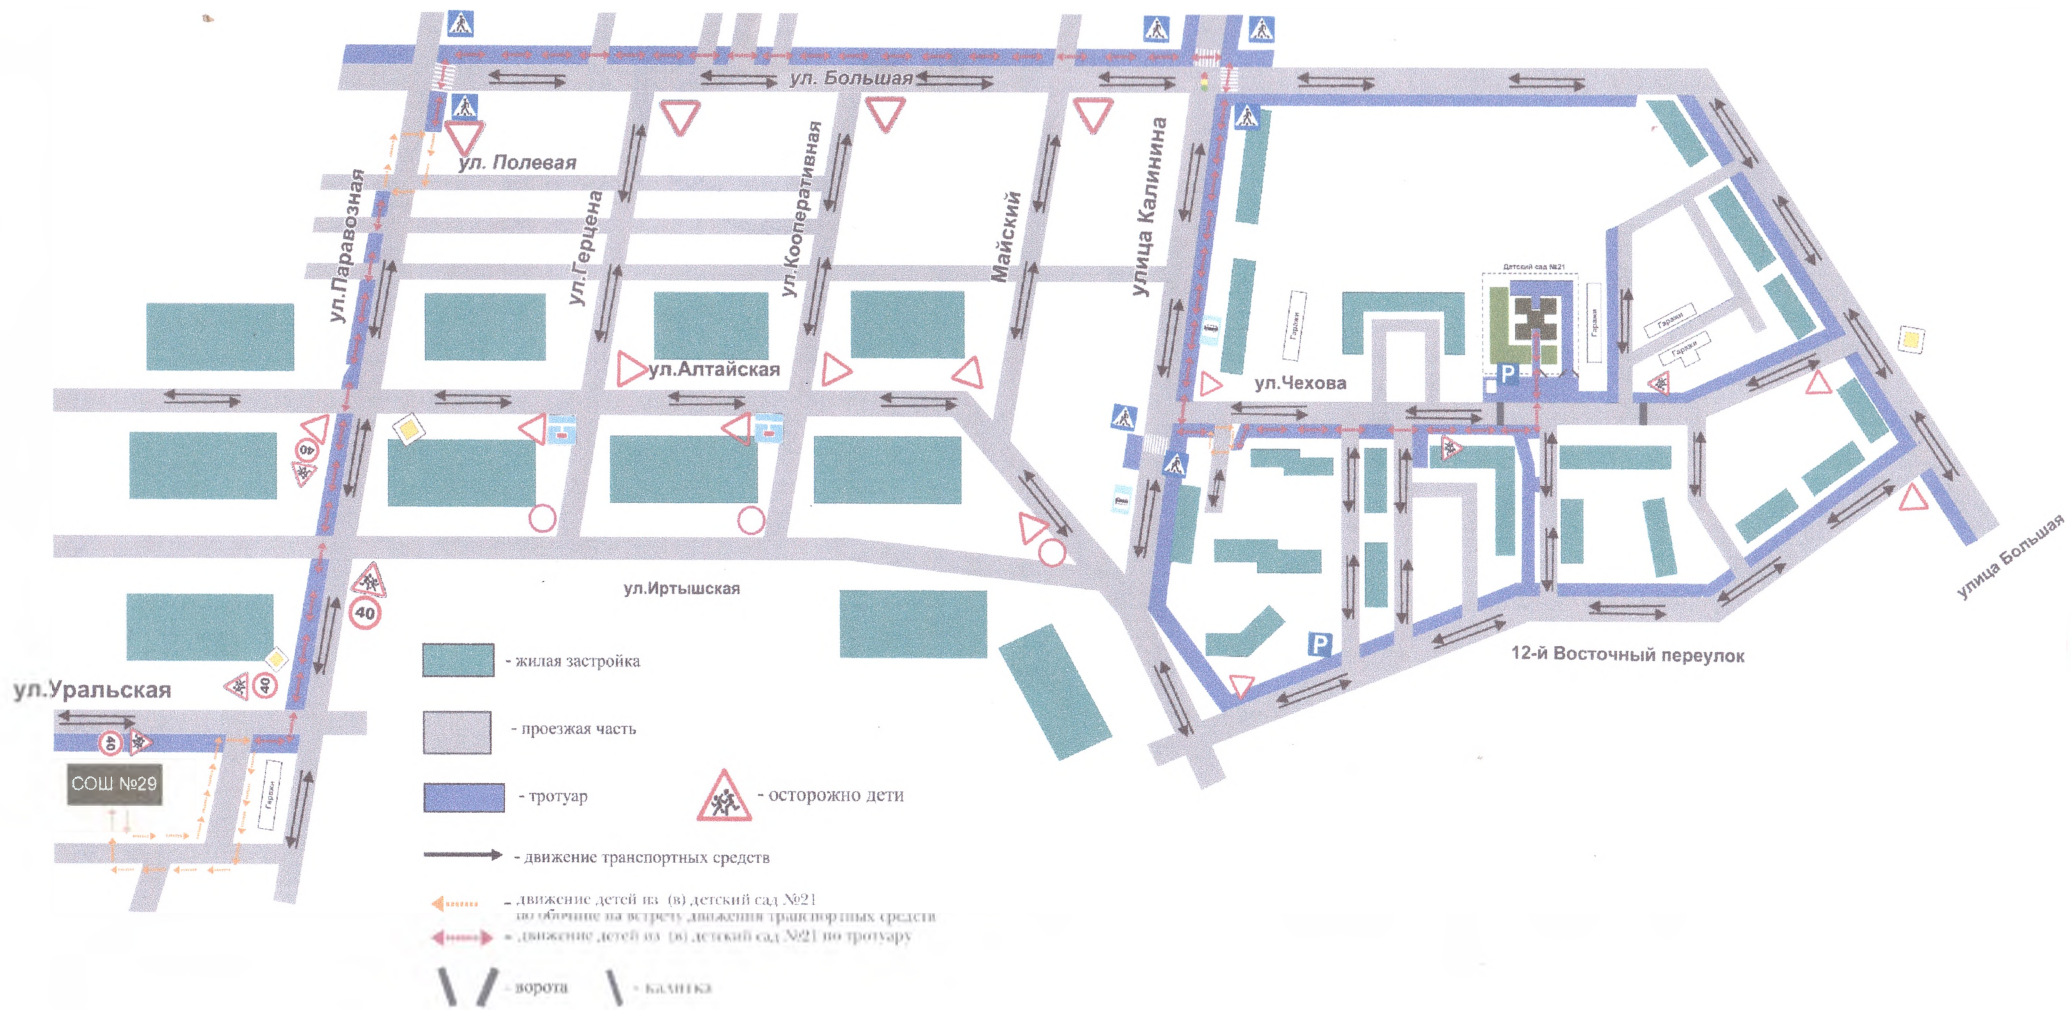 ул. Большая
ул. Полевая
ул.Паравозная
ул.Герцена
ул.Кооперативная
Майский
улица Калинина
Детский сад №21
Гаражи
Гаражи
Гаражи
Гаражи
P
ул.Алтайская
ул.Чехова
40
ул.Иртышская
40
улица Большая
P
12-й Восточный переулок
- жилая застройка
40
ул.Уральская
- проезжая часть
40
СОШ №29
Гаражи
- тротуар
- осторожно дети
- движение транспортных средств
- движение детей из (в) детский сад №21
по обочине на встречу движения транспортных средств
- движение детей из (в) детский сад №21 по тротуару
- ворота
- калитка